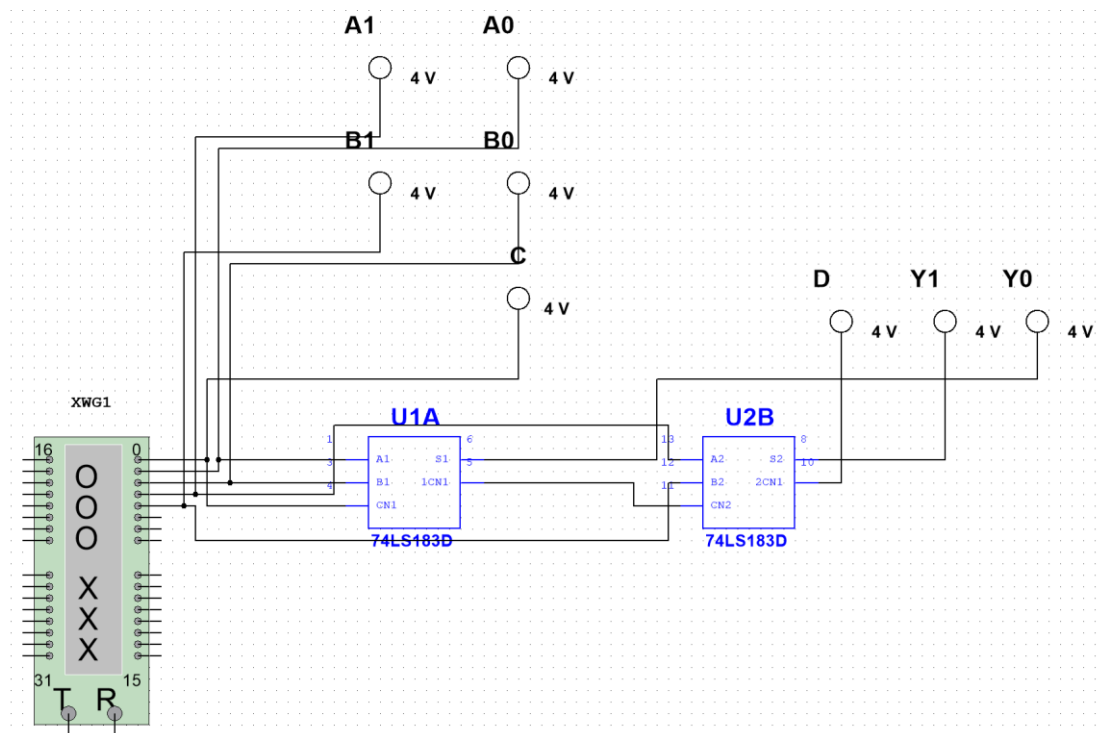 A1 A0
4 V 4 V
B1 B0
4 V 4 V
C
4 V
D Y1 Y0
4 V 4 V 4 V
XWG1
16 0
O
O
O
X
X
X
31 15
T R
U1A
1 A1 S1 6
3 B1 1CN1 5
4 CN1
74LS183D
U2B
13 A2 S2 8
12 B2 2CN1 10
11 CN2
74LS183D